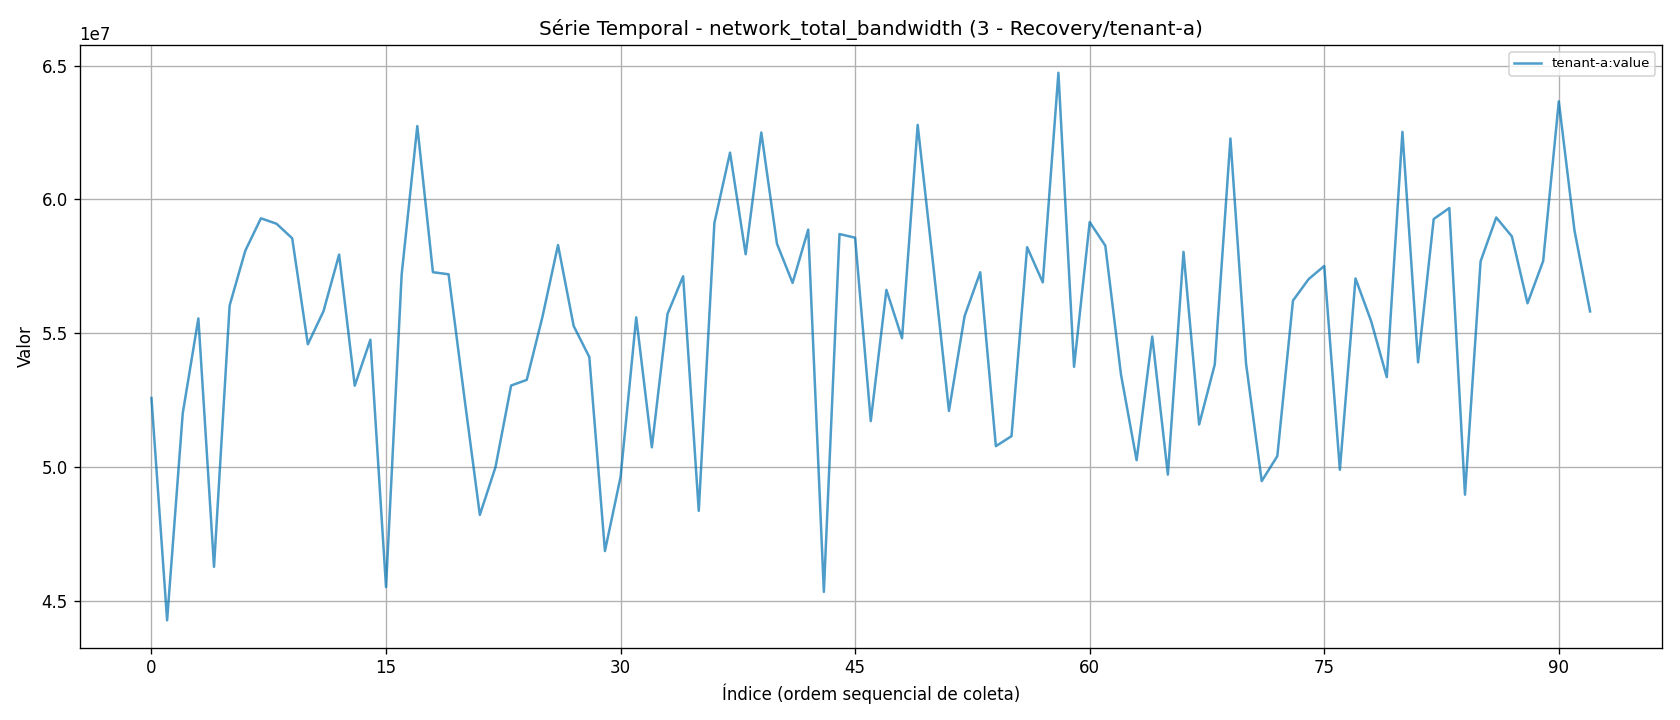 Série Temporal - network_total_bandwidth (3 - Recovery/tenant-a)
1e7
tenant-a:value
6.5
6.0
5.5
5.0
4.5
Valor
0 15 30 45 60 75 90
Índice (ordem sequencial de coleta)